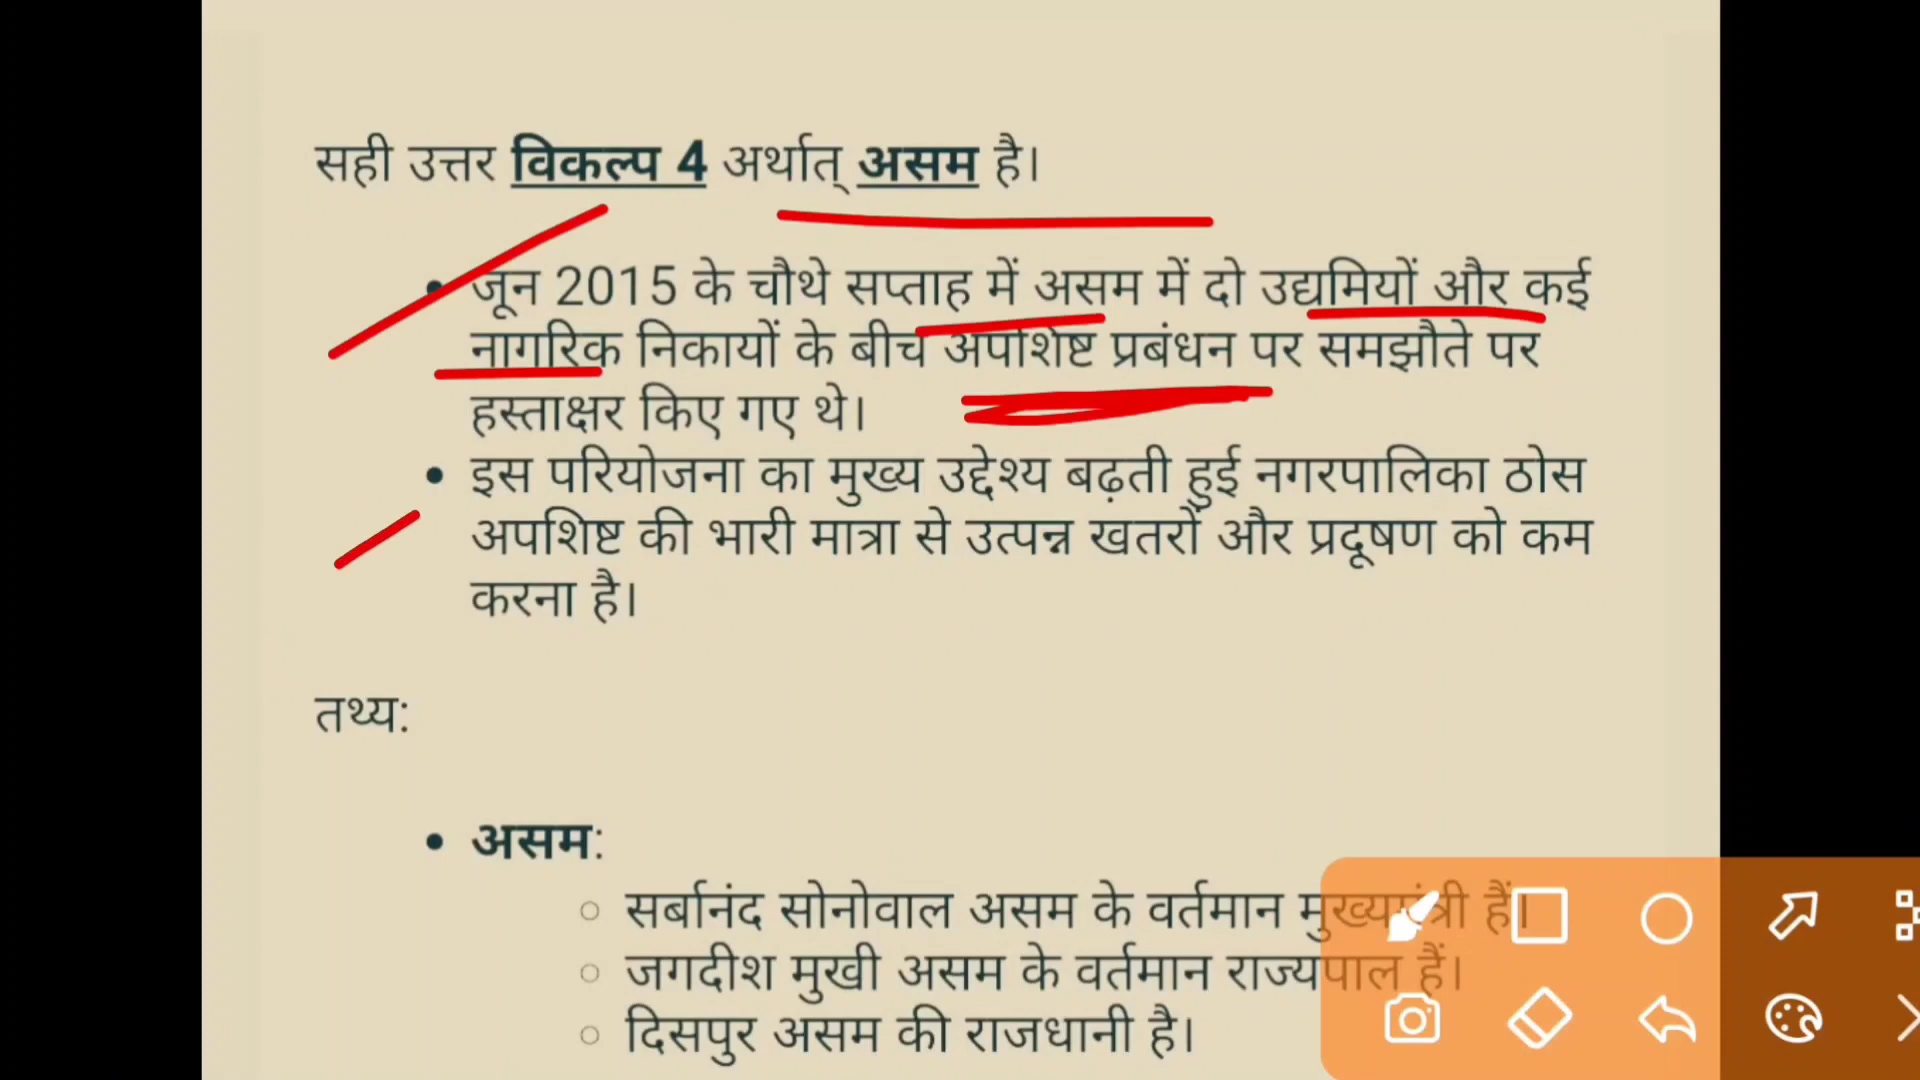 सही उत्तर विकल्प 4 अर्थात् असम है।
• जून 2015 के चौथे सप्ताह में असम में दो उद्यमियों और कई
नागरिक निकायों के बीच अपशिष्ट प्रबंधन पर समझौते पर
हस्ताक्षर किए गए थे।
• इस परियोजना का मुख्य उद्देश्य बढ़ती हुई नगरपालिका ठोस
अपशिष्ट की भारी मात्रा से उत्पन्न खतरों और प्रदूषण को कम
करना है।
तथ्य:
• असम:
○ सर्बानंद सोनोवाल असम के वर्तमान मुख्यमंत्री हैं।
○ जगदीश मुखी असम के वर्तमान राज्यपाल हैं।
○ दिसपुर असम की राजधानी है।